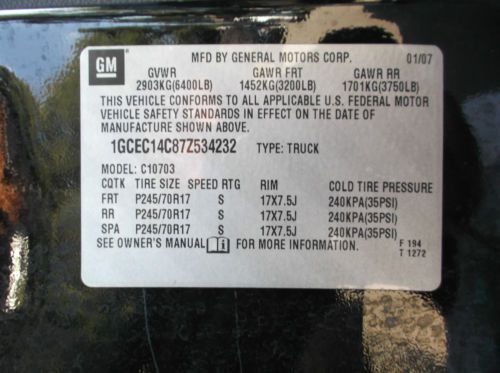 GM
MFD BY GENERAL MOTORS CORP. 01/07
GVWR GAWR FRT GAWR RR
2903KG(6400LB) 1452KG(3200LB) 1701KG(3750LB)
THIS VEHICLE CONFORMS TO ALL APPLICABLE U.S. FEDERAL MOTOR
VEHICLE SAFETY STANDARDS IN EFFECT ON THE DATE OF
MANUFACTURE SHOWN ABOVE.
1GCEC14C87Z534232 TYPE: TRUCK
MODEL: C10703
CQTK TIRE SIZE SPEED RTG RIM COLD TIRE PRESSURE
FRT P245/70R17 S 17X7.5J 240KPA(35PSI)
RR P245/70R17 S 17X7.5J 240KPA(35PSI)
SPA P245/70R17 S 17X7.5J 240KPA(35PSI)
SEE OWNER'S MANUAL FOR MORE INFORMATION. F 194
T 1272